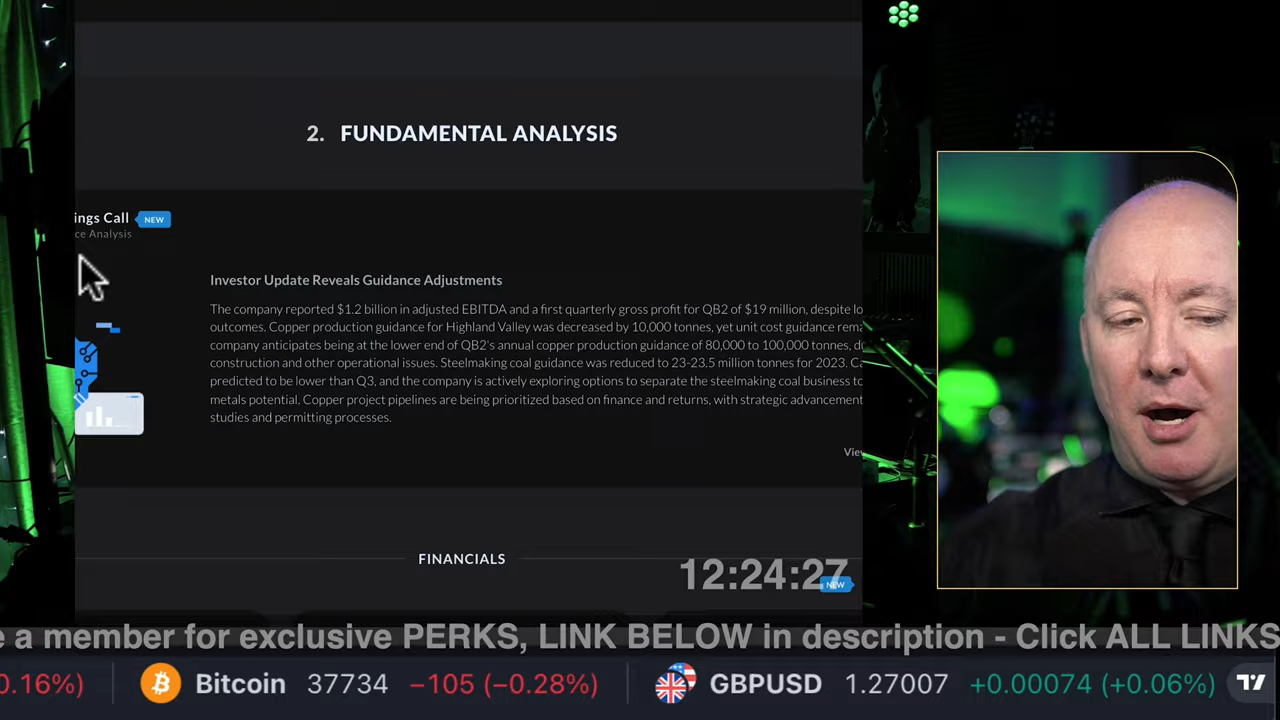 2. FUNDAMENTAL ANALYSIS
ings Call NEW
ce Analysis
Investor Update Reveals Guidance Adjustments
The company reported $1.2 billion in adjusted EBITDA and a first quarterly gross profit for QB2 of $19 million, despite lo
outcomes. Copper production guidance for Highland Valley was decreased by 10,000 tonnes, yet unit cost guidance rema
company anticipates being at the lower end of QB2's annual copper production guidance of 80,000 to 100,000 tonnes, d
construction and other operational issues. Steelmaking coal guidance was reduced to 23-23.5 million tonnes for 2023. C
predicted to be lower than Q3, and the company is actively exploring options to separate the steelmaking coal business to
metals potential. Copper project pipelines are being prioritized based on finance and returns, with strategic advancement
studies and permitting processes.
View
FINANCIALS
12:24:27
NEW
e a member for exclusive PERKS, LINK BELOW in description - Click ALL LINKS
0.16%) Bitcoin 37734 −105 (−0.28%) GBPUSD 1.27007 +0.00074 (+0.06%)